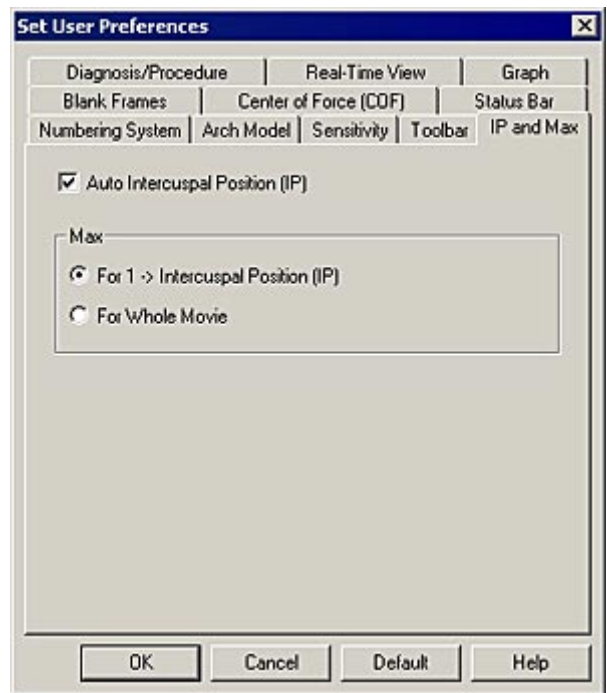 Set User Preferences
Diagnosis/Procedure Real-Time View Graph
Blank Frames Center of Force (COF) Status Bar
Numbering System Arch Model Sensitivity Toolbar IP and Max
Auto Intercuspal Position (IP)
Max
For 1 -> Intercuspal Position (IP)
For Whole Movie
OK Cancel Default Help